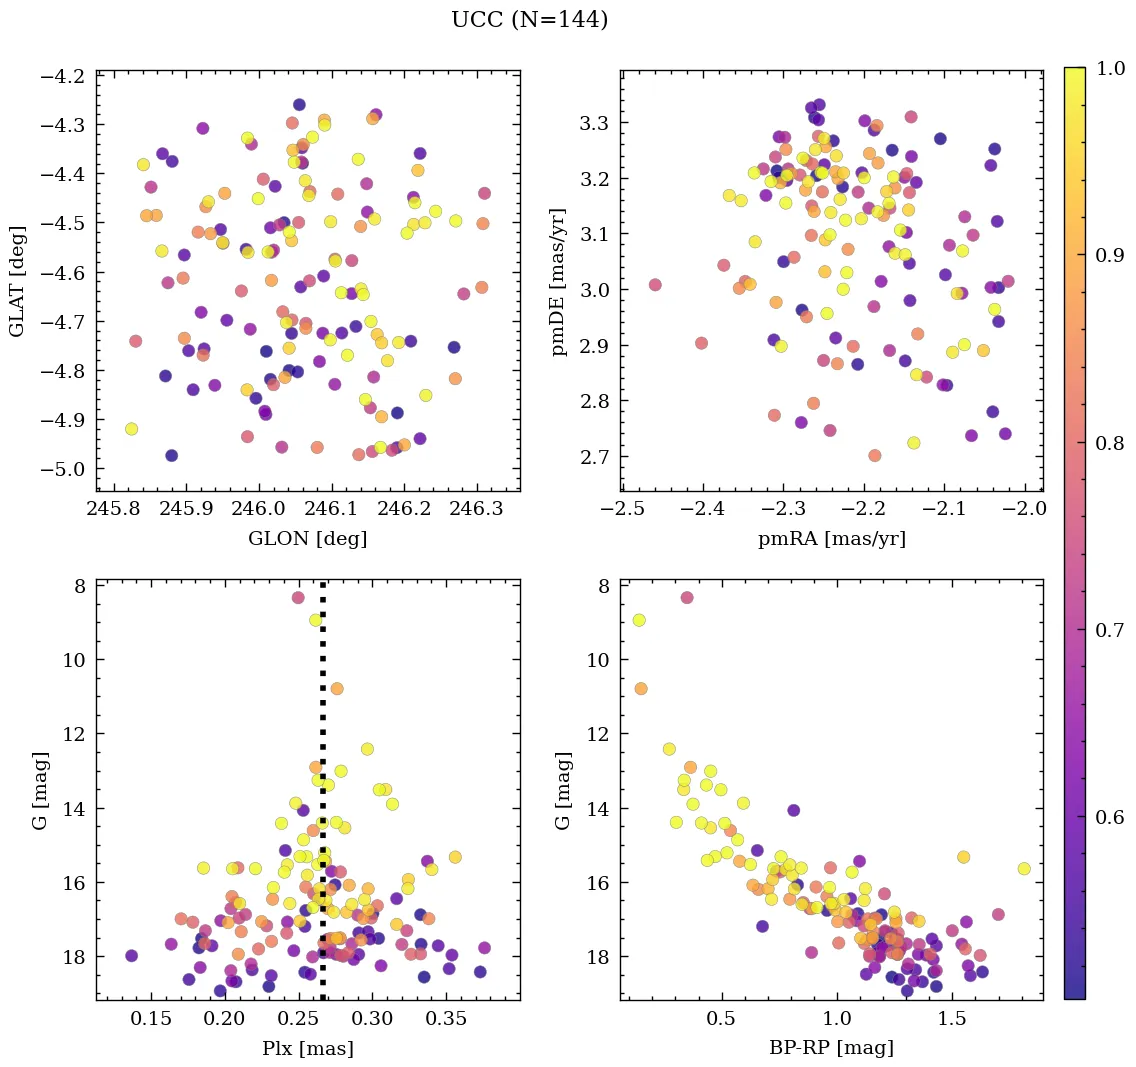 UCC (N=144)
−4.2
−4.3
−4.4
−4.5
−4.6
−4.7
−4.8
−4.9
−5.0
GLAT [deg]
245.8 245.9 246.0 246.1 246.2 246.3
GLON [deg]
3.3
3.2
3.1
3.0
2.9
2.8
2.7
pmDE [mas/yr]
−2.5 −2.4 −2.3 −2.2 −2.1 −2.0
pmRA [mas/yr]
8
10
12
14
16
18
G [mag]
0.15 0.20 0.25 0.30 0.35
Plx [mas]
8
10
12
14
16
18
G [mag]
0.5 1.0 1.5
BP-RP [mag]
1.0
0.9
0.8
0.7
0.6